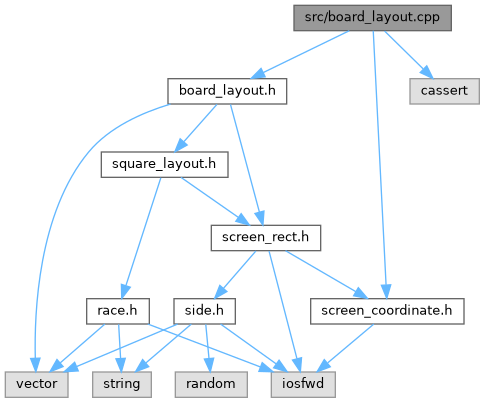 src/board_layout.cpp
board_layout.h
cassert
square_layout.h
screen_rect.h
race.h
side.h
screen_coordinate.h
vector
string
random
iosfwd